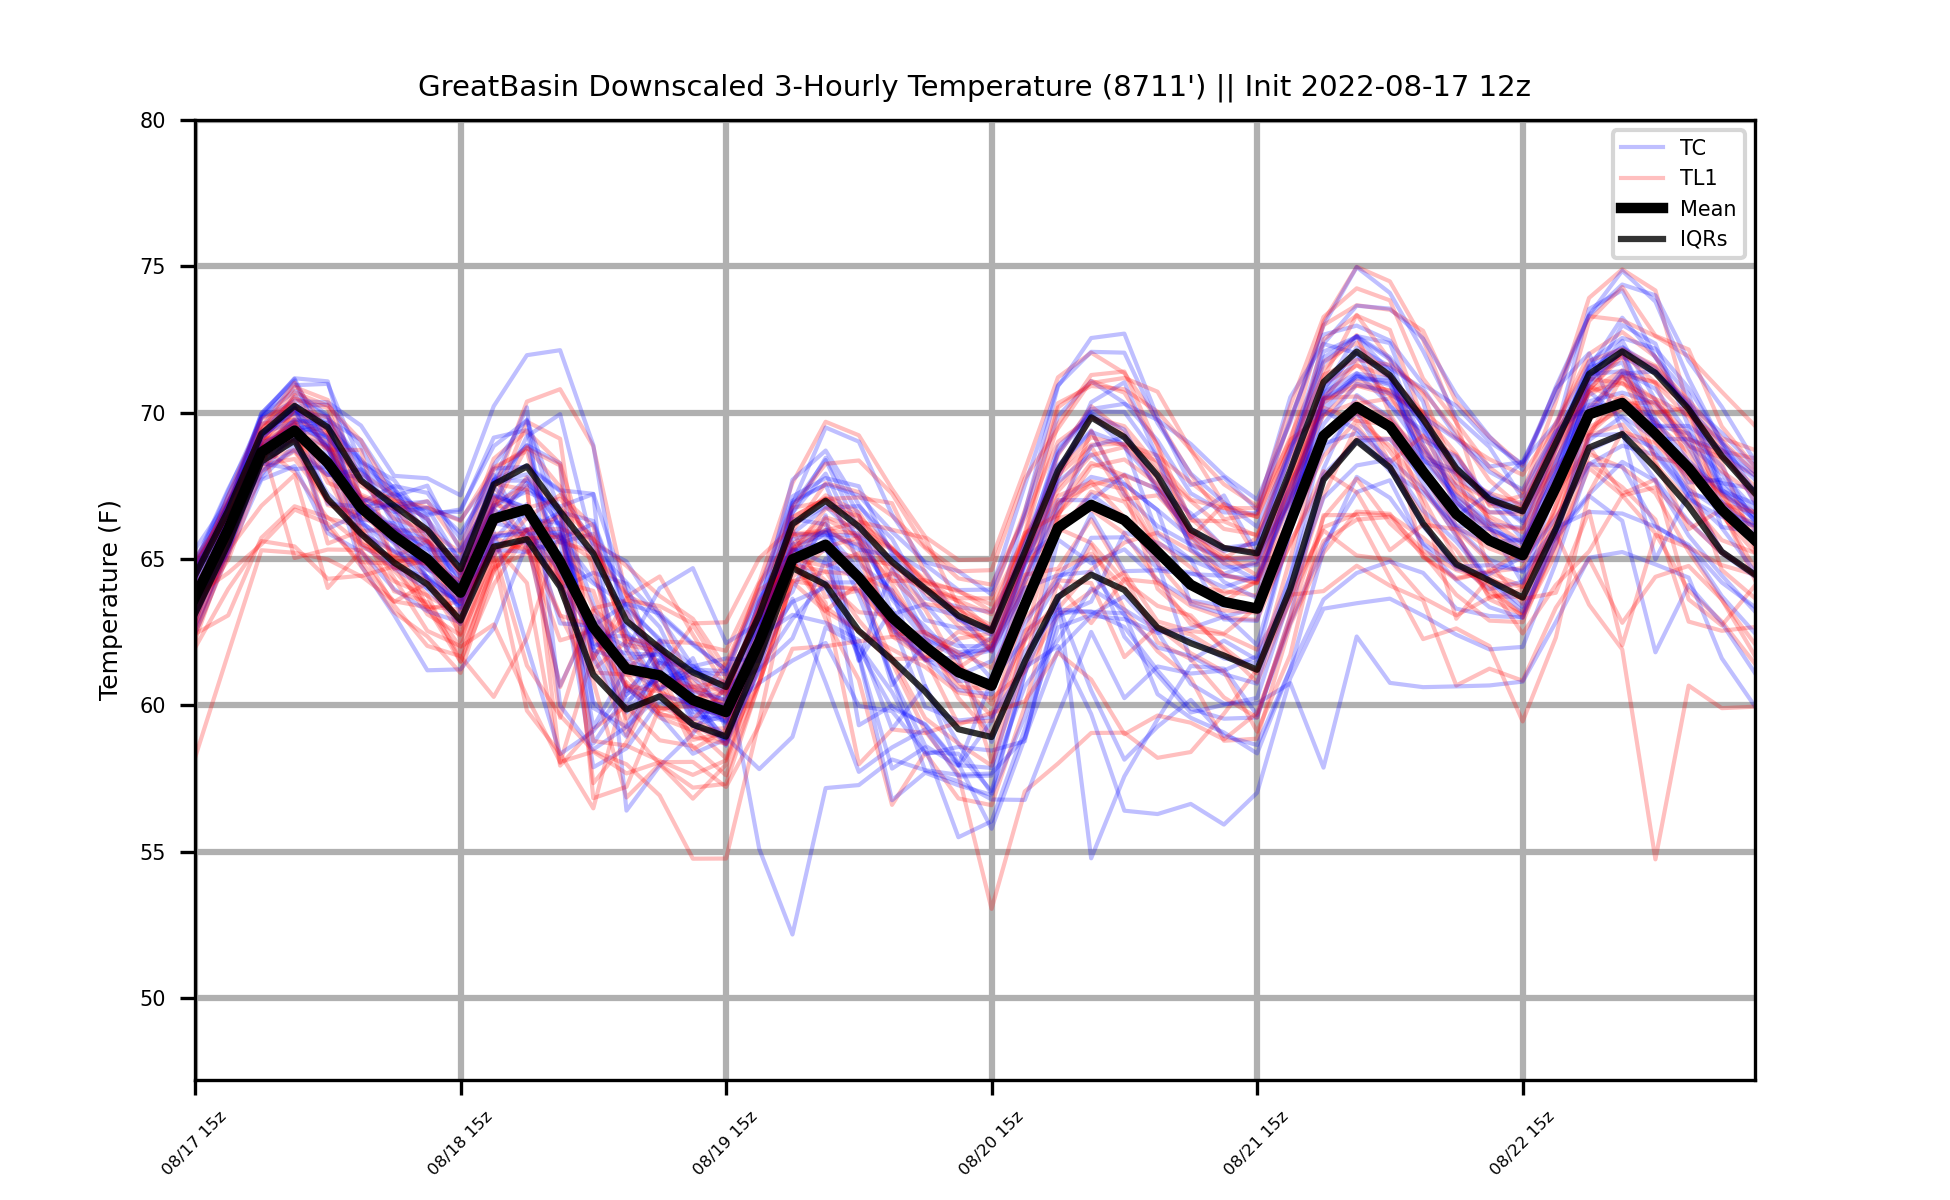 GreatBasin Downscaled 3-Hourly Temperature (8711') || Init 2022-08-17 12z
TC
TL1
Mean
IQRs
Temperature (F)
80
75
70
65
60
55
50
08/17 15z
08/18 15z
08/19 15z
08/20 15z
08/21 15z
08/22 15z